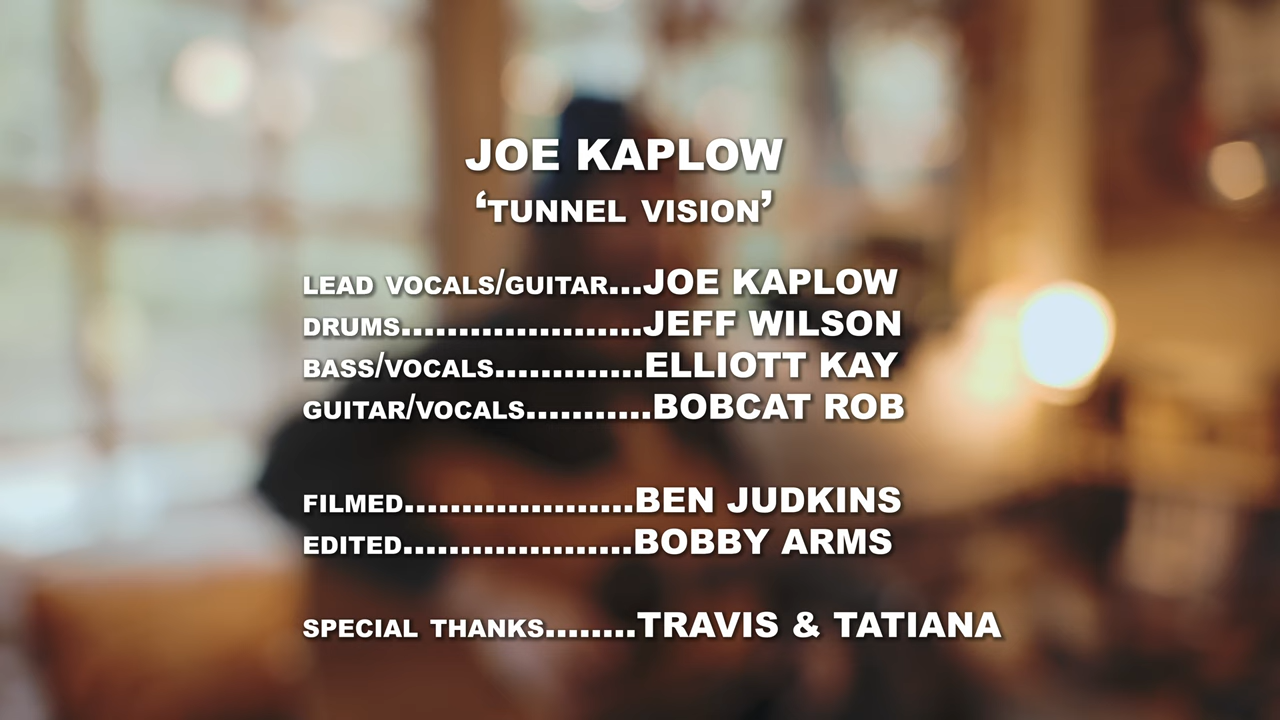 JOE KAPLOW
‘TUNNEL VISION’
LEAD VOCALS/GUITAR...JOE KAPLOW
DRUMS.....................JEFF WILSON
BASS/VOCALS.............ELLIOTT KAY
GUITAR/VOCALS...........BOBCAT ROB
FILMED....................BEN JUDKINS
EDITED....................BOBBY ARMS
SPECIAL THANKS........TRAVIS & TATIANA